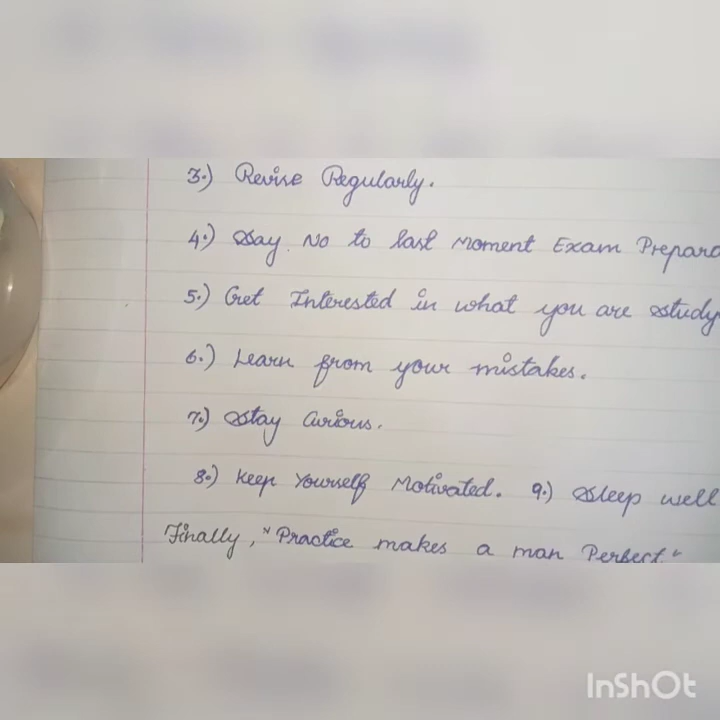 3.) Revise Regularly.
4.) Say No to last Moment Exam Prepara
5.) Get Interested in what you are study
6.) Learn from your mistakes.
7.) Stay Curious.
8.) Keep Yourself Motivated. 9.) Sleep well
Finally, "Practice makes a man Perfect"
InShOt